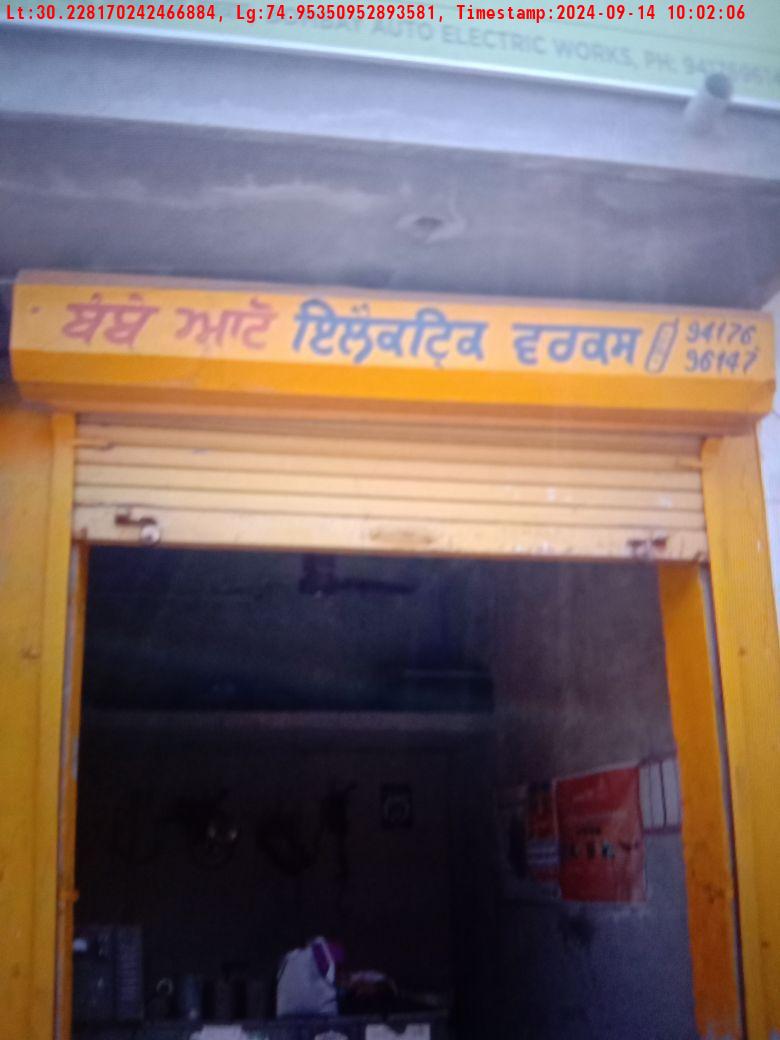 Lt:30.228170242466884, Lg:74.95350952893581, Timestamp:2024-09-14 10:02:06
AUTO ELECTRIC WORKS, PH:
ਬੰਬੇ ਆਟੋ ਇਲੈਕਟ੍ਰਿਕ ਵਰਕਸ 94176
96147